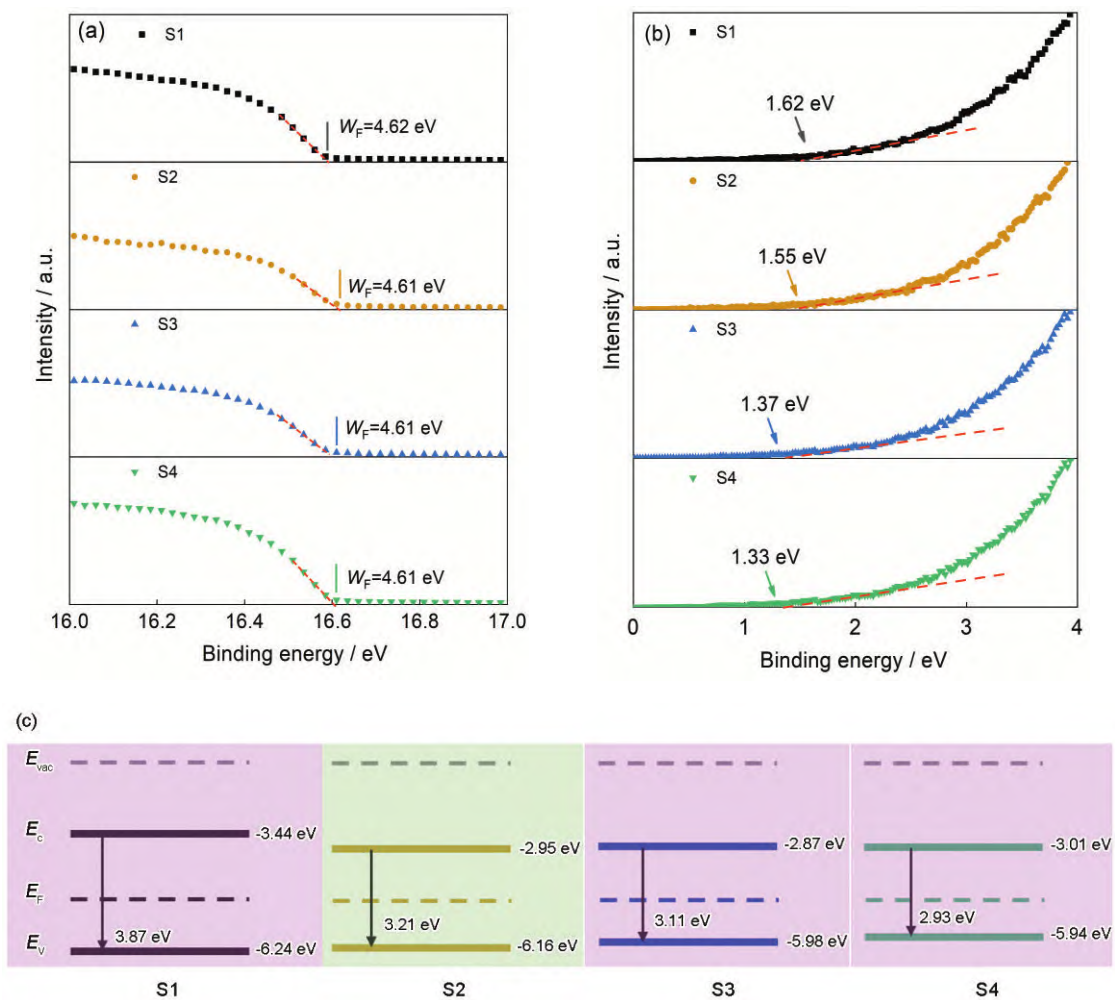 (a)
S1
W_F=4.62 eV
S2
W_F=4.61 eV
S3
W_F=4.61 eV
S4
W_F=4.61 eV
Intensity / a.u.
16.0 16.2 16.4 16.6 16.8 17.0
Binding energy / eV
(b)
S1
1.62 eV
S2
1.55 eV
S3
1.37 eV
S4
1.33 eV
Intensity / a.u.
0 1 2 3 4
Binding energy / eV
(c)
E_vac
E_c
E_F
E_v
-3.44 eV
3.87 eV
-6.24 eV
S1
-2.95 eV
3.21 eV
-6.16 eV
S2
-2.87 eV
3.11 eV
-5.98 eV
S3
-3.01 eV
2.93 eV
-5.94 eV
S4